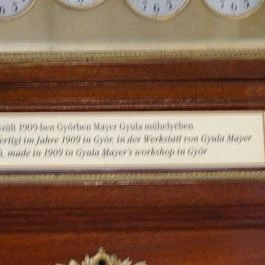 szült 1909-ben Győrben Mayer Gyula műhelyében
fertigt im Jahre 1909 in Győr, in der Werkstatt von Gyula Mayer
made in 1909 in Gyula Mayer's workshop in Győr